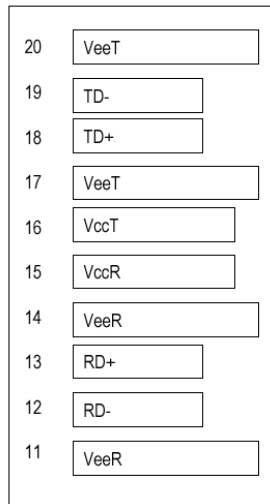 20 VeeT
19 TD-
18 TD+
17 VeeT
16 VccT
15 VccR
14 VeeR
13 RD+
12 RD-
11 VeeR